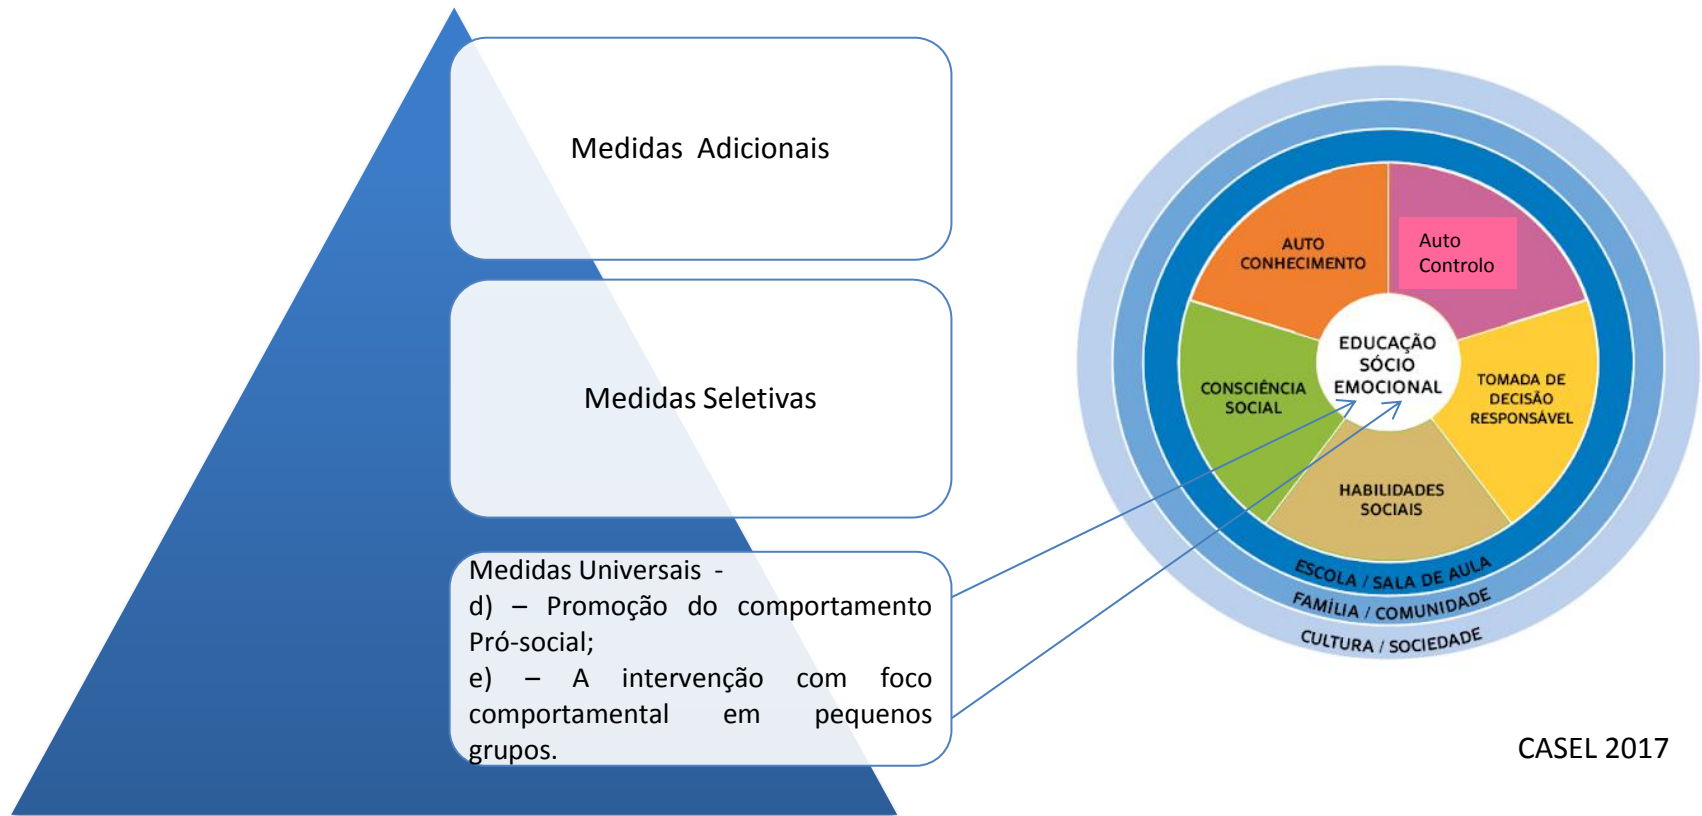 Medidas Adicionais
Medidas Seletivas
Medidas Universais -
d) – Promoção do comportamento
Pró-social;
e) – A intervenção com foco
comportamental em pequenos
grupos.
AUTO
CONHECIMENTO
Auto
Controlo
EDUCAÇÃO
SÓCIO
EMOCIONAL
CONSCIÊNCIA
SOCIAL
TOMADA DE
DECISÃO
RESPONSÁVEL
HABILIDADES
SOCIAIS
ESCOLA / SALA DE AULA
FAMÍLIA / COMUNIDADE
CULTURA / SOCIEDADE
CASEL 2017